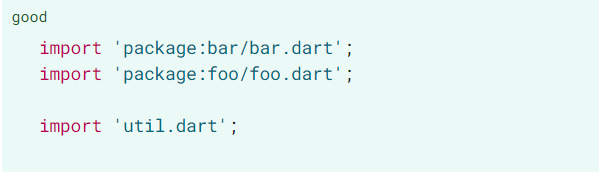 good
import 'package:bar/bar.dart';
import 'package:foo/foo.dart';
import 'util.dart';